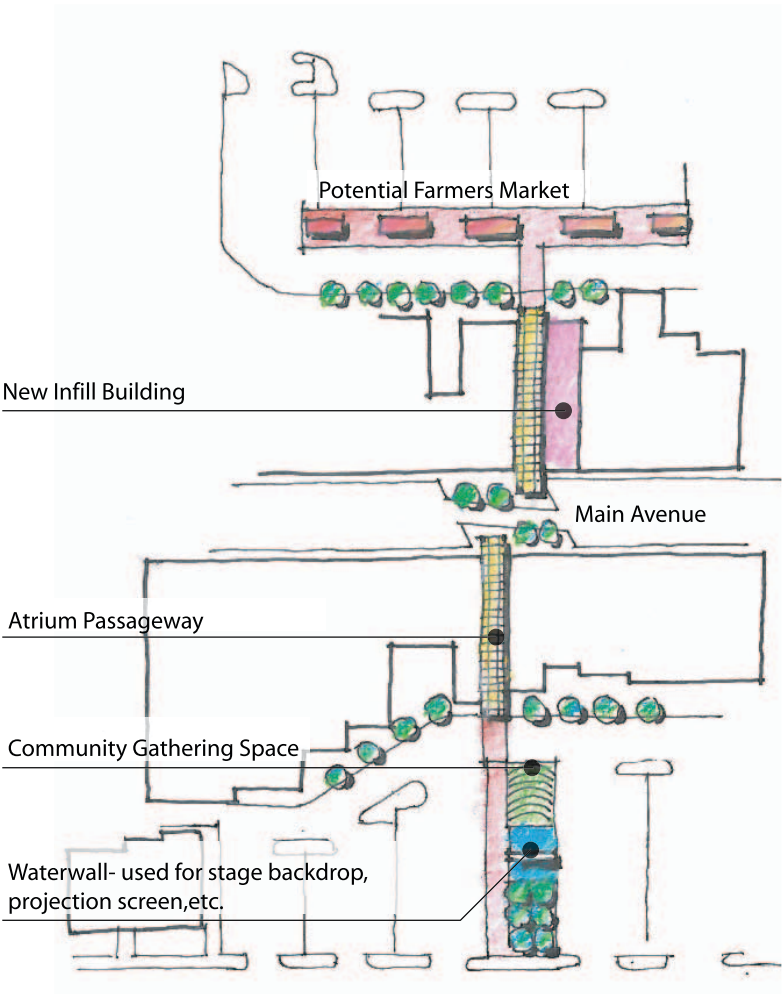 Potential Farmers Market
New Infill Building
Main Avenue
Atrium Passageway
Community Gathering Space
Waterwall- used for stage backdrop,
projection screen,etc.